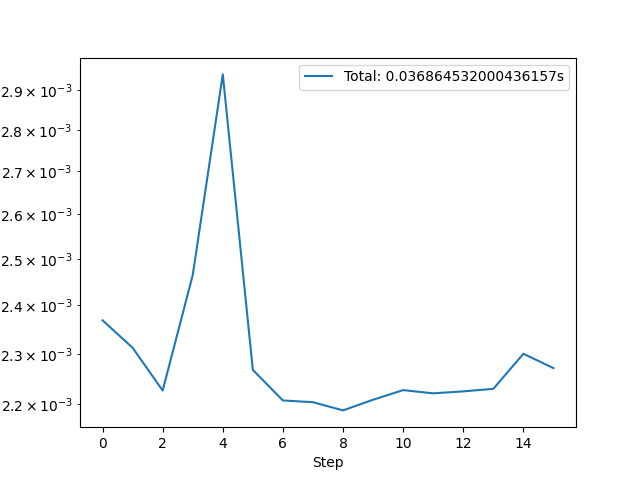 Total: 0.036864532000436157s
2.9 × 10⁻³
2.8 × 10⁻³
2.7 × 10⁻³
2.6 × 10⁻³
2.5 × 10⁻³
2.4 × 10⁻³
2.3 × 10⁻³
2.2 × 10⁻³
0 2 4 6 8 10 12 14
Step